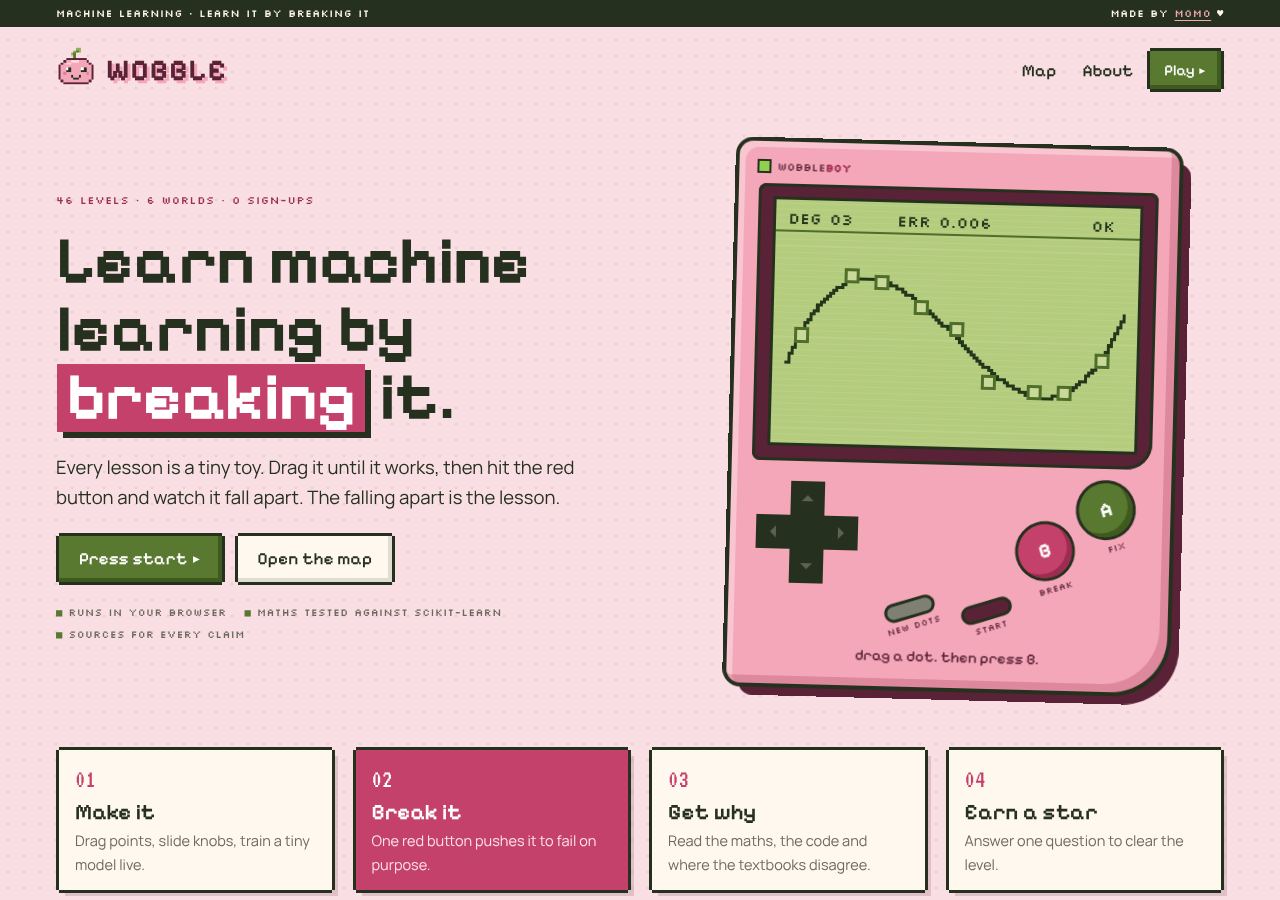 MACHINE LEARNING · LEARN IT BY BREAKING IT
MADE BY MOMO ♥
WOBBLE
Map
About
Play ▸
46 LEVELS · 6 WORLDS · 0 SIGN-UPS
Learn machine
learning by
breaking it.
Every lesson is a tiny toy. Drag it until it works, then hit the red
button and watch it fall apart. The falling apart is the lesson.
Press start ▸
Open the map
RUNS IN YOUR BROWSER
MATHS TESTED AGAINST SCIKIT-LEARN
SOURCES FOR EVERY CLAIM
WOBBLEBOY
DEG 03
ERR 0.006
OK
A
FIX
B
BREAK
NEW DOTS
START
drag a dot. then press B.
01
Make it
Drag points, slide knobs, train a tiny
model live.
02
Break it
One red button pushes it to fail on
purpose.
03
Get why
Read the maths, the code and
where the textbooks disagree.
04
Earn a star
Answer one question to clear the
level.